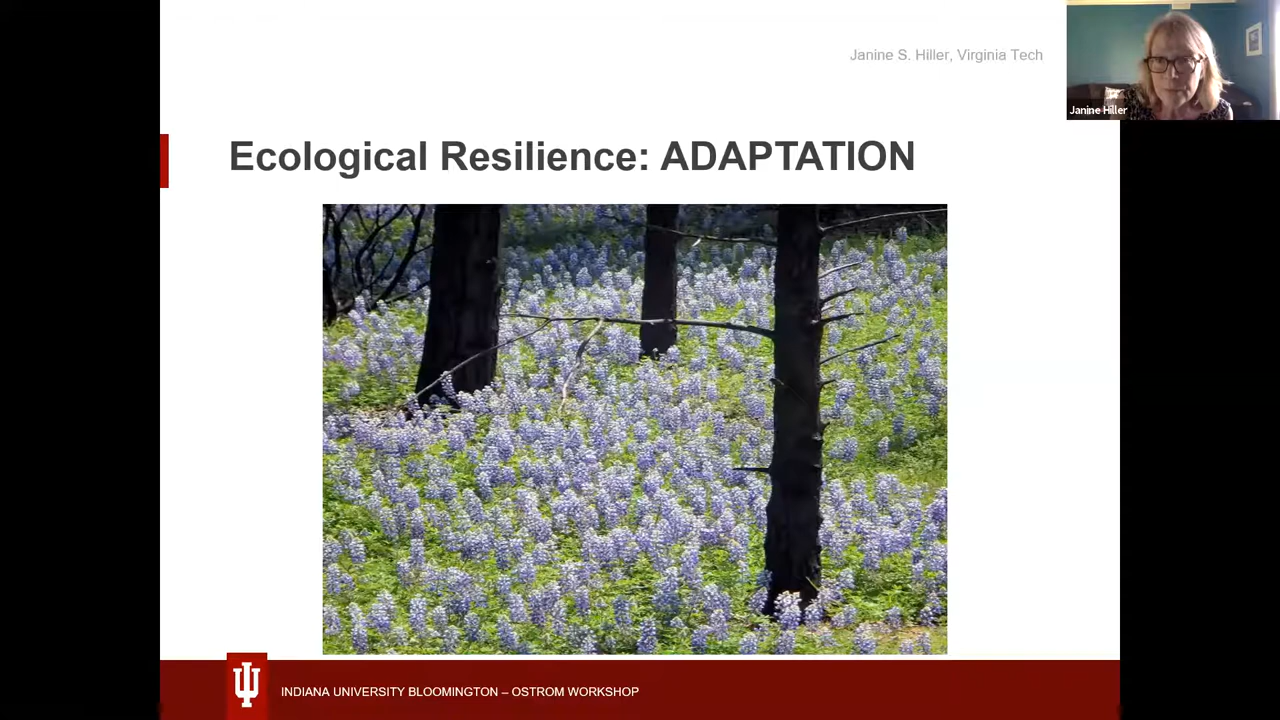 Janine S. Hiller, Virginia Tech
Janine Hiller
Ecological Resilience: ADAPTATION
INDIANA UNIVERSITY BLOOMINGTON – OSTROM WORKSHOP